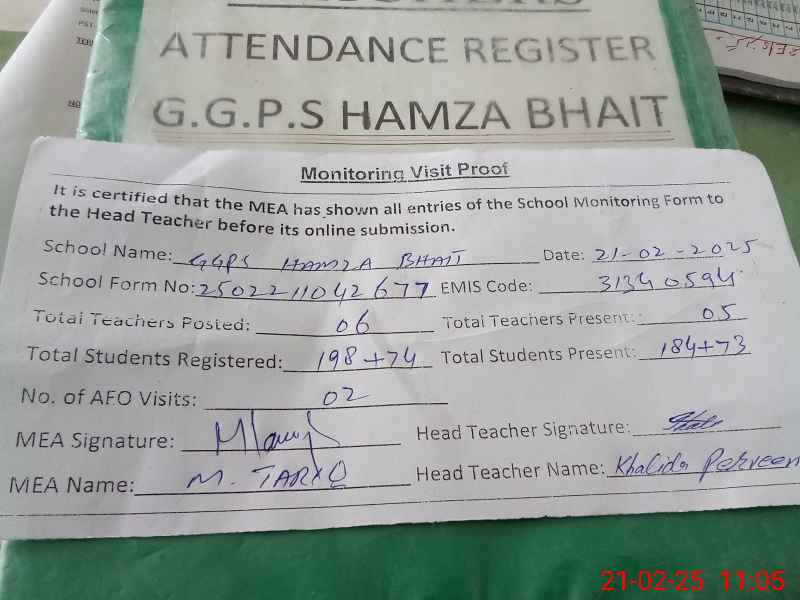 ATTENDANCE REGISTER
G.G.P.S HAMZA BHAIT
Monitoring Visit Proof
It is certified that the MEA has shown all entries of the School Monitoring Form to
the Head Teacher before its online submission.
School Name: GGPS HAMZA BHAIT Date: 21-02-2025
School Form No: 2502211042677 EMIS Code: 31340594
Total Teachers Posted: 06 Total Teachers Present: 05
Total Students Registered: 198+74 Total Students Present: 184+73
No. of AFO Visits: 02
MEA Signature: Head Teacher Signature:
MEA Name: M. TARIQ Head Teacher Name: Khalida Perveen
21-02-25 11:05